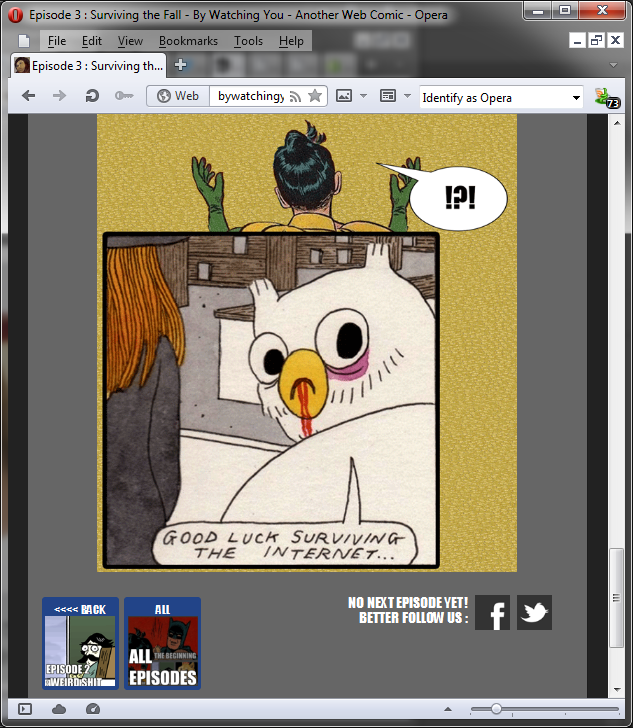 Episode 3 : Surviving the Fall - By Watching You - Another Web Comic - Opera
File Edit View Bookmarks Tools Help
Episode 3 : Surviving th...
Web bywatchingy Identify as Opera 73
!?!
GOOD LUCK SURVIVING
THE INTERNET...
<<<< BACK
EPISODE 2
WEIRD SHIT
ALL
THE BEGINNING
ALL
EPISODES
NO NEXT EPISODE YET!
BETTER FOLLOW US :